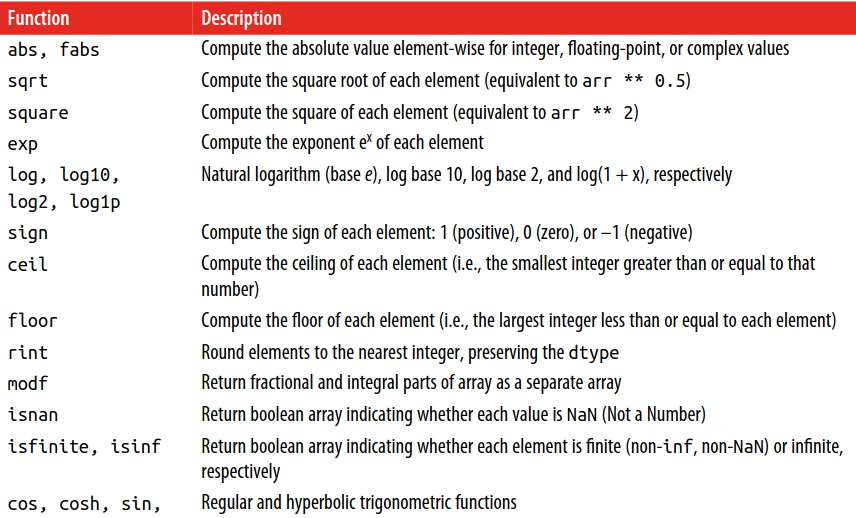 Function Description
abs, fabs Compute the absolute value element-wise for integer, floating-point, or complex values
sqrt Compute the square root of each element (equivalent to arr ** 0.5)
square Compute the square of each element (equivalent to arr ** 2)
exp Compute the exponent eˣ of each element
log, log10, Natural logarithm (base e), log base 10, log base 2, and log(1 + x), respectively
log2, log1p
sign Compute the sign of each element: 1 (positive), 0 (zero), or –1 (negative)
ceil Compute the ceiling of each element (i.e., the smallest integer greater than or equal to that
number)
floor Compute the floor of each element (i.e., the largest integer less than or equal to each element)
rint Round elements to the nearest integer, preserving the dtype
modf Return fractional and integral parts of array as a separate array
isnan Return boolean array indicating whether each value is NaN (Not a Number)
isfinite, isinf Return boolean array indicating whether each element is finite (non-inf, non-NaN) or infinite,
respectively
cos, cosh, sin, Regular and hyperbolic trigonometric functions